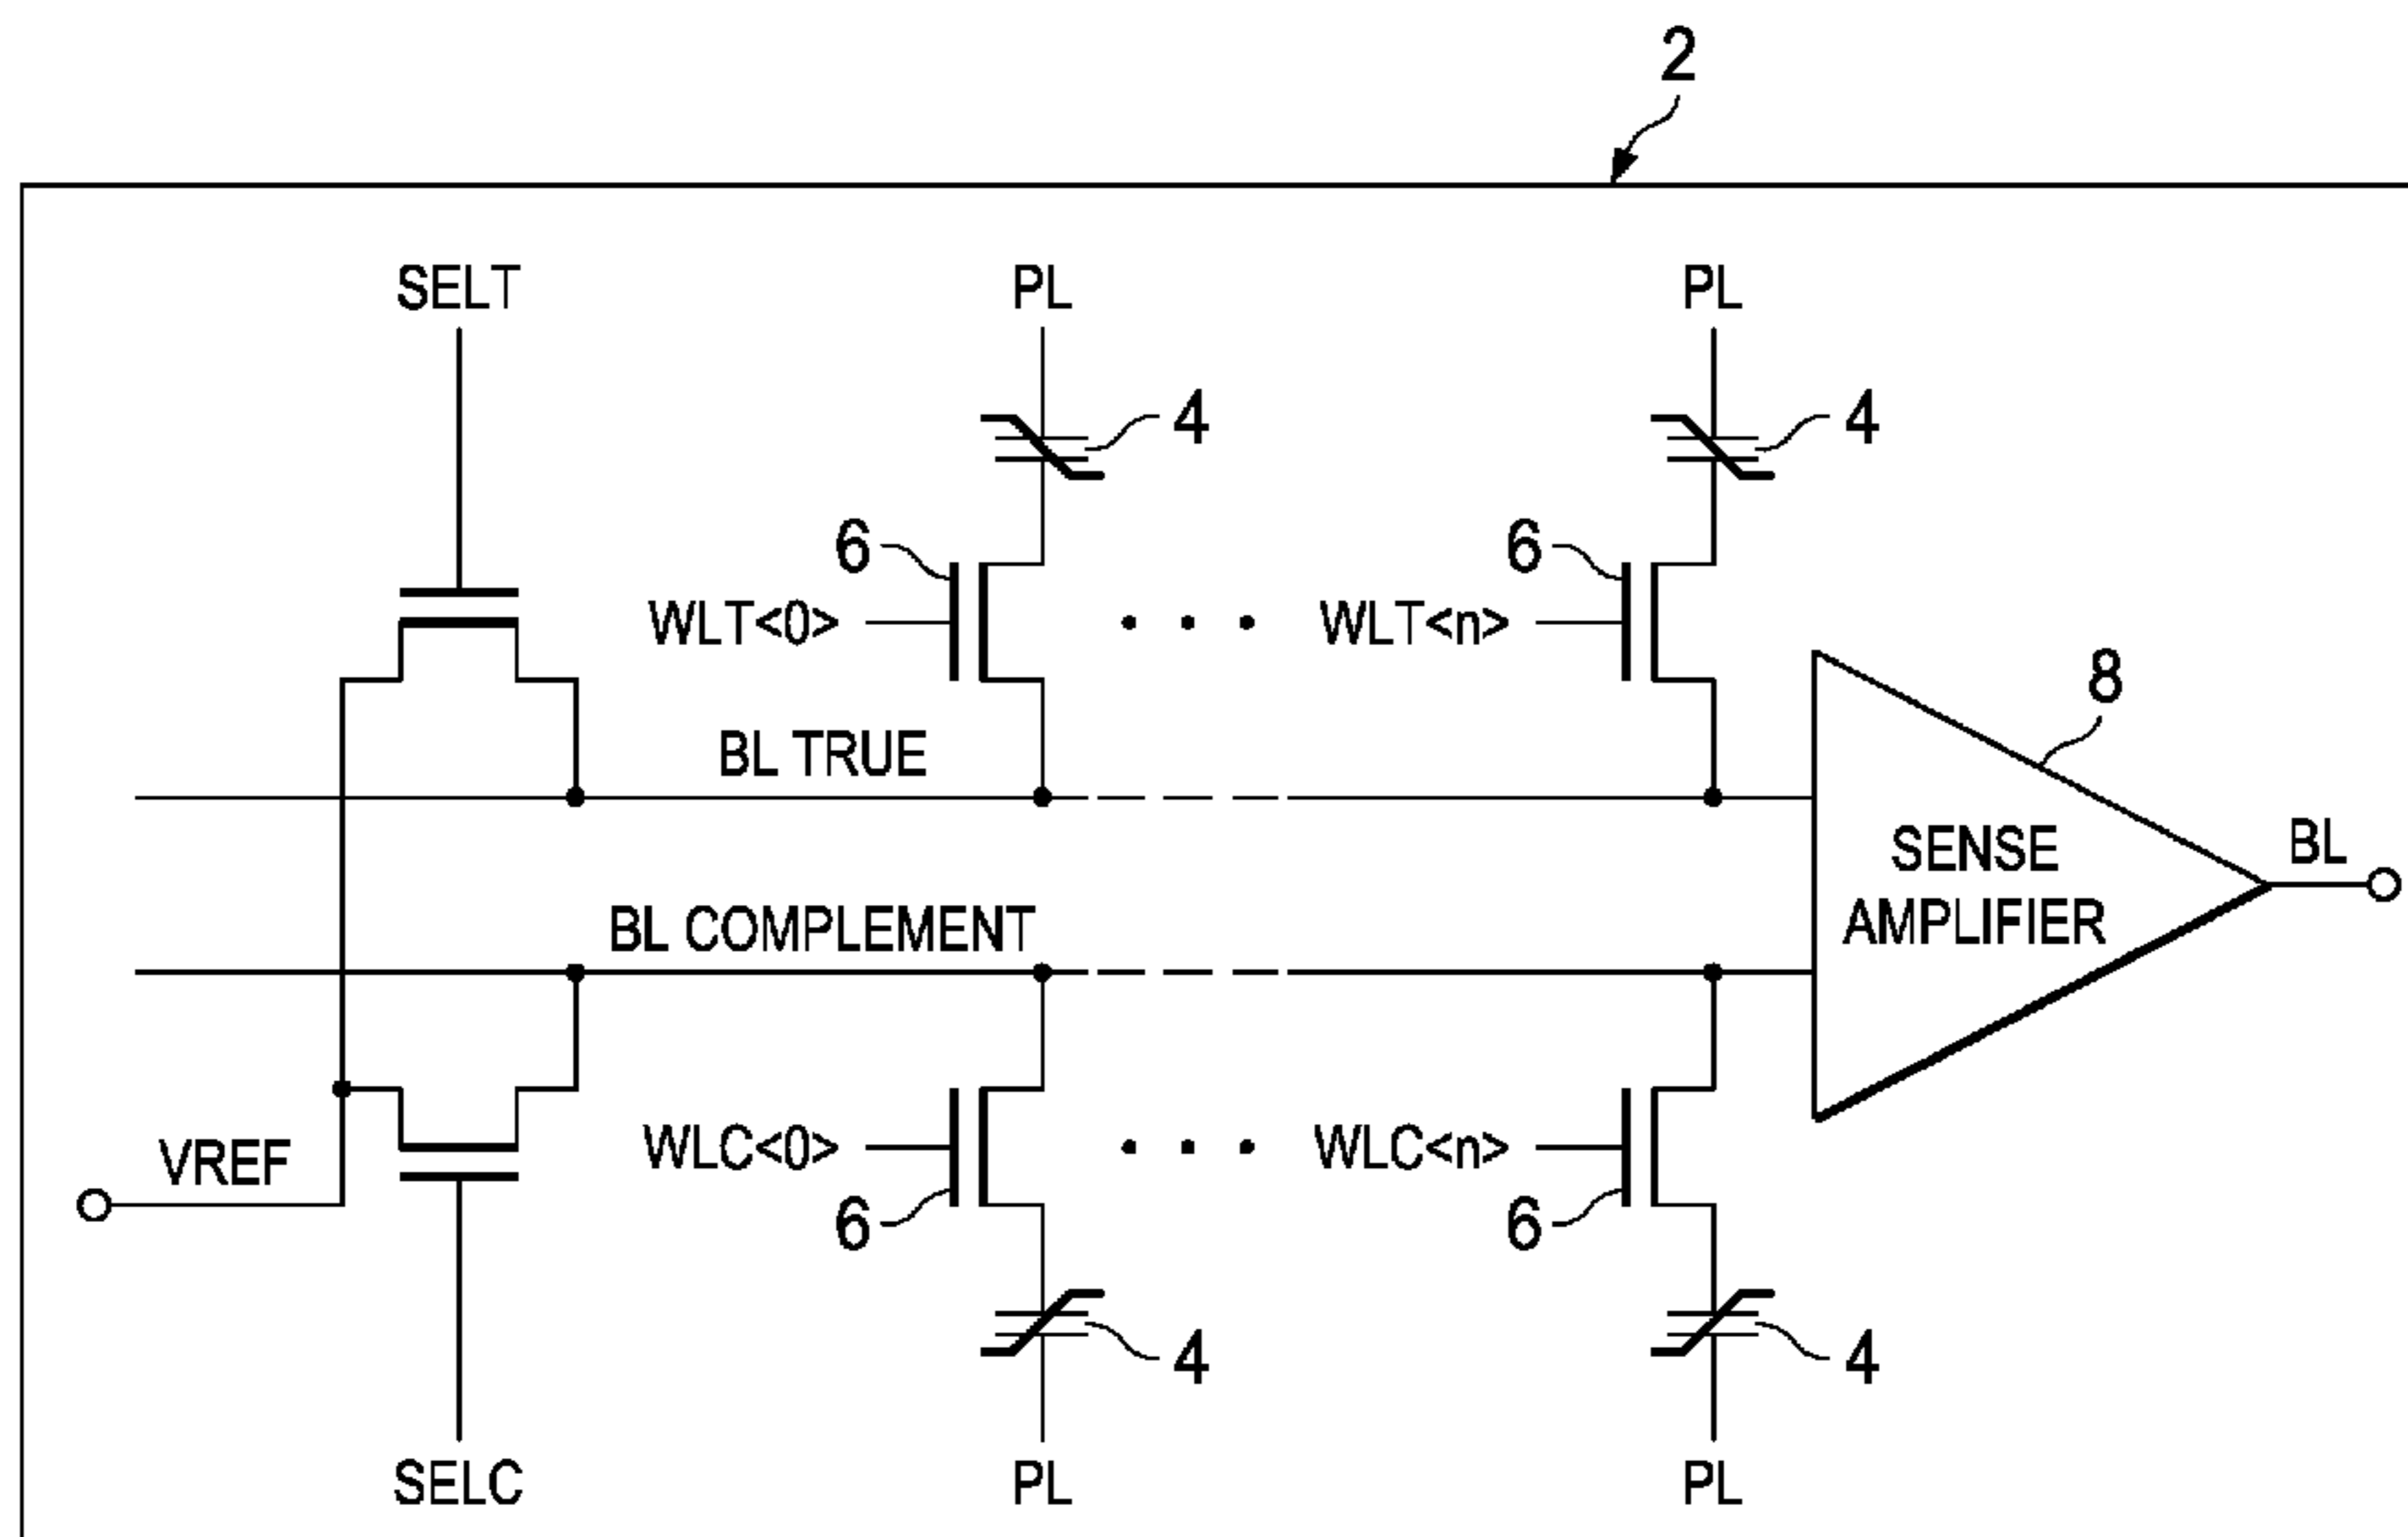 2
SELT
PL
PL
4
4
6
6
WLT<0>
WLT<n>
8
BL TRUE
BL
SENSE
AMPLIFIER
BL COMPLEMENT
VREF
WLC<0>
WLC<n>
6
6
4
4
SELC
PL
PL